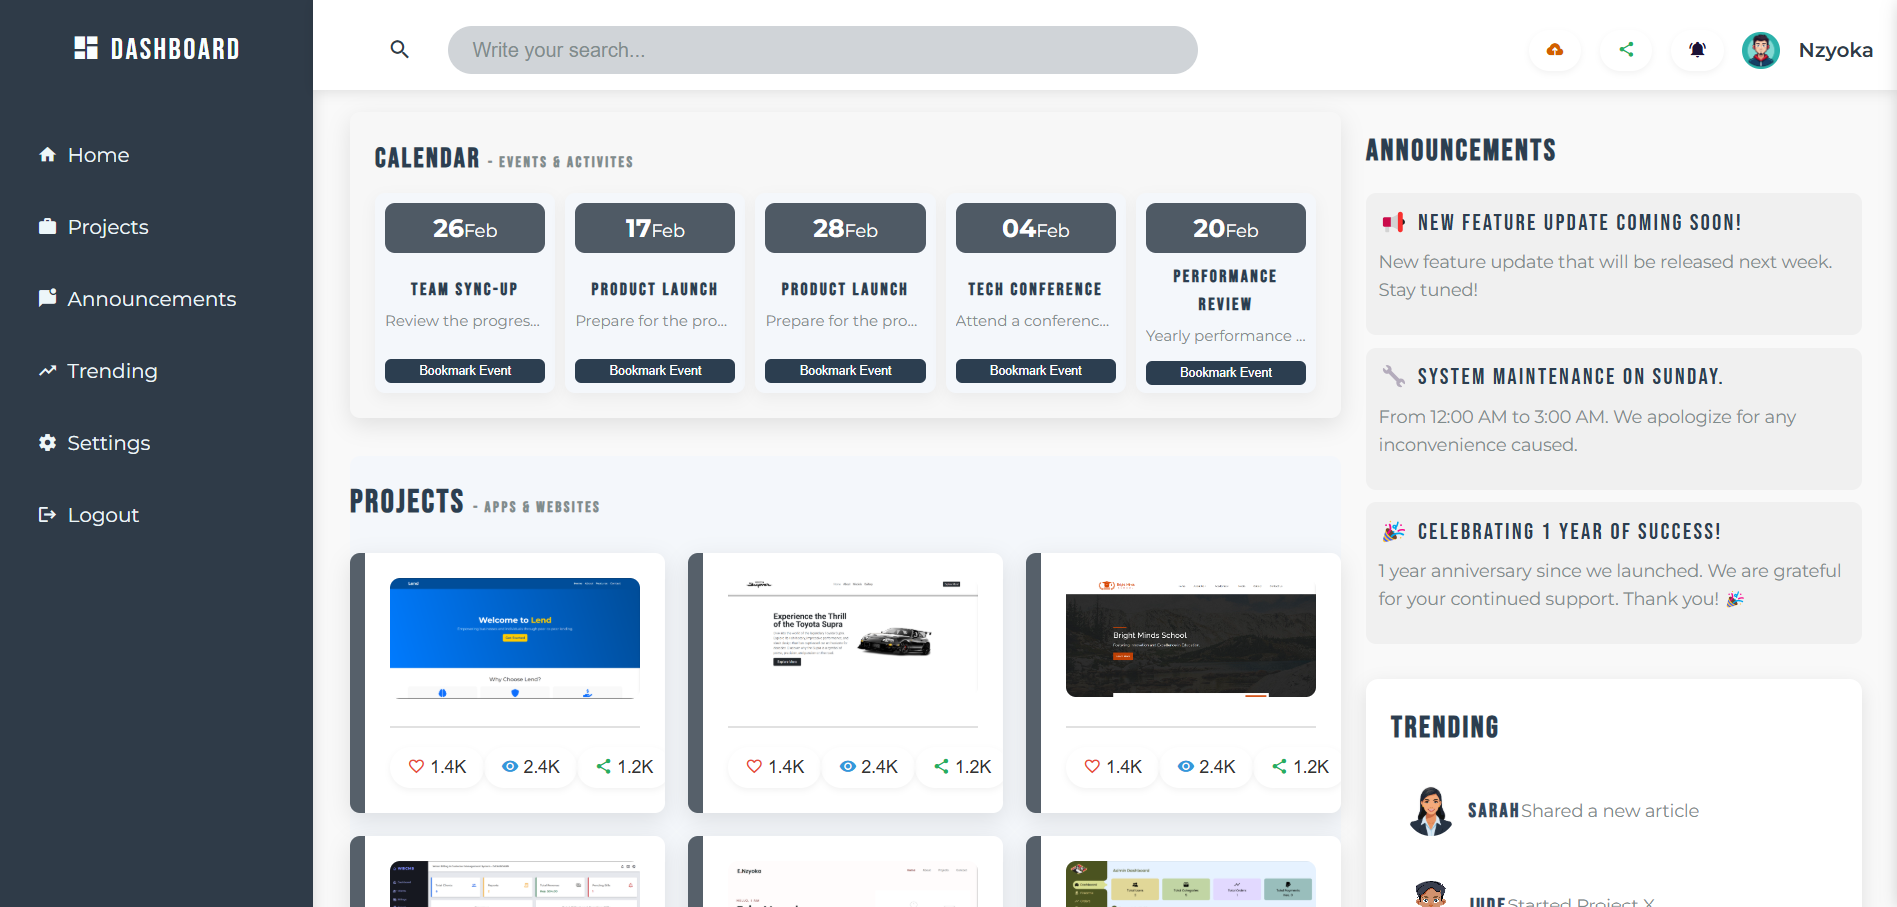 DASHBOARD
Write your search...
Nzyoka
Home
Projects
Announcements
Trending
Settings
Logout
CALENDAR - EVENTS & ACTIVITES
26Feb
TEAM SYNC-UP
Review the progres...
Bookmark Event
17Feb
PRODUCT LAUNCH
Prepare for the pro...
Bookmark Event
28Feb
PRODUCT LAUNCH
Prepare for the pro...
Bookmark Event
04Feb
TECH CONFERENCE
Attend a conferenc...
Bookmark Event
20Feb
PERFORMANCE
REVIEW
Yearly performance ...
Bookmark Event
PROJECTS - APPS & WEBSITES
Lend
Welcome to Lend
Why Choose Lend?
1.4K 2.4K 1.2K
Experience the Thrill
of the Toyota Supra
1.4K 2.4K 1.2K
Bright Minds School
1.4K 2.4K 1.2K
E.Nzyoka
ANNOUNCEMENTS
📢 NEW FEATURE UPDATE COMING SOON!
New feature update that will be released next week.
Stay tuned!
🔧 SYSTEM MAINTENANCE ON SUNDAY.
From 12:00 AM to 3:00 AM. We apologize for any
inconvenience caused.
🎉 CELEBRATING 1 YEAR OF SUCCESS!
1 year anniversary since we launched. We are grateful
for your continued support. Thank you! 🎉
TRENDING
SARAH Shared a new article
JUDE Started Project X